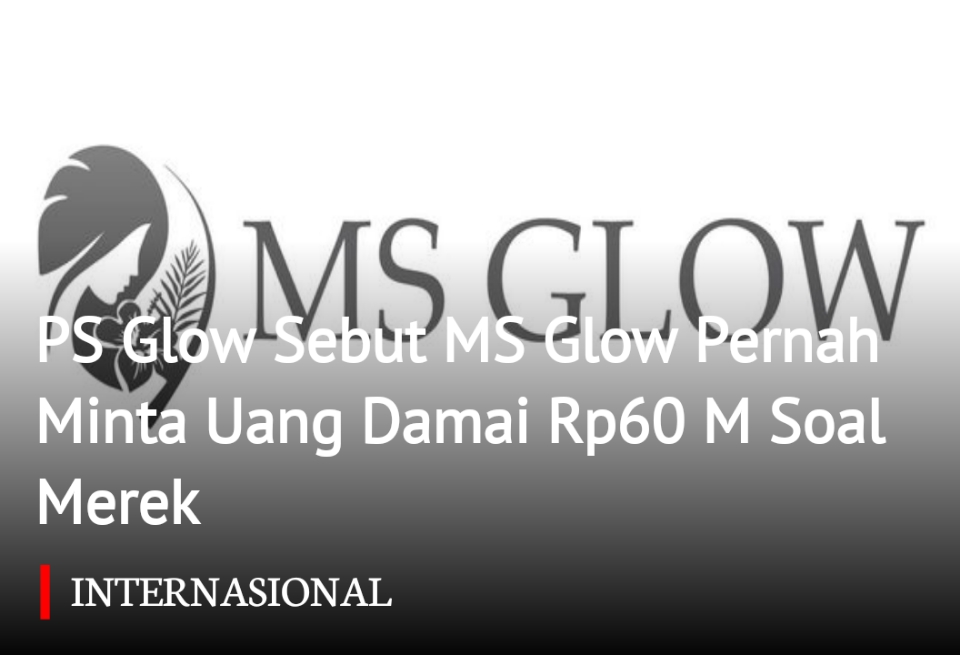 MS GLOW
PS Glow Sebut MS Glow Pernah
Minta Uang Damai Rp60 M Soal
Merek
INTERNASIONAL